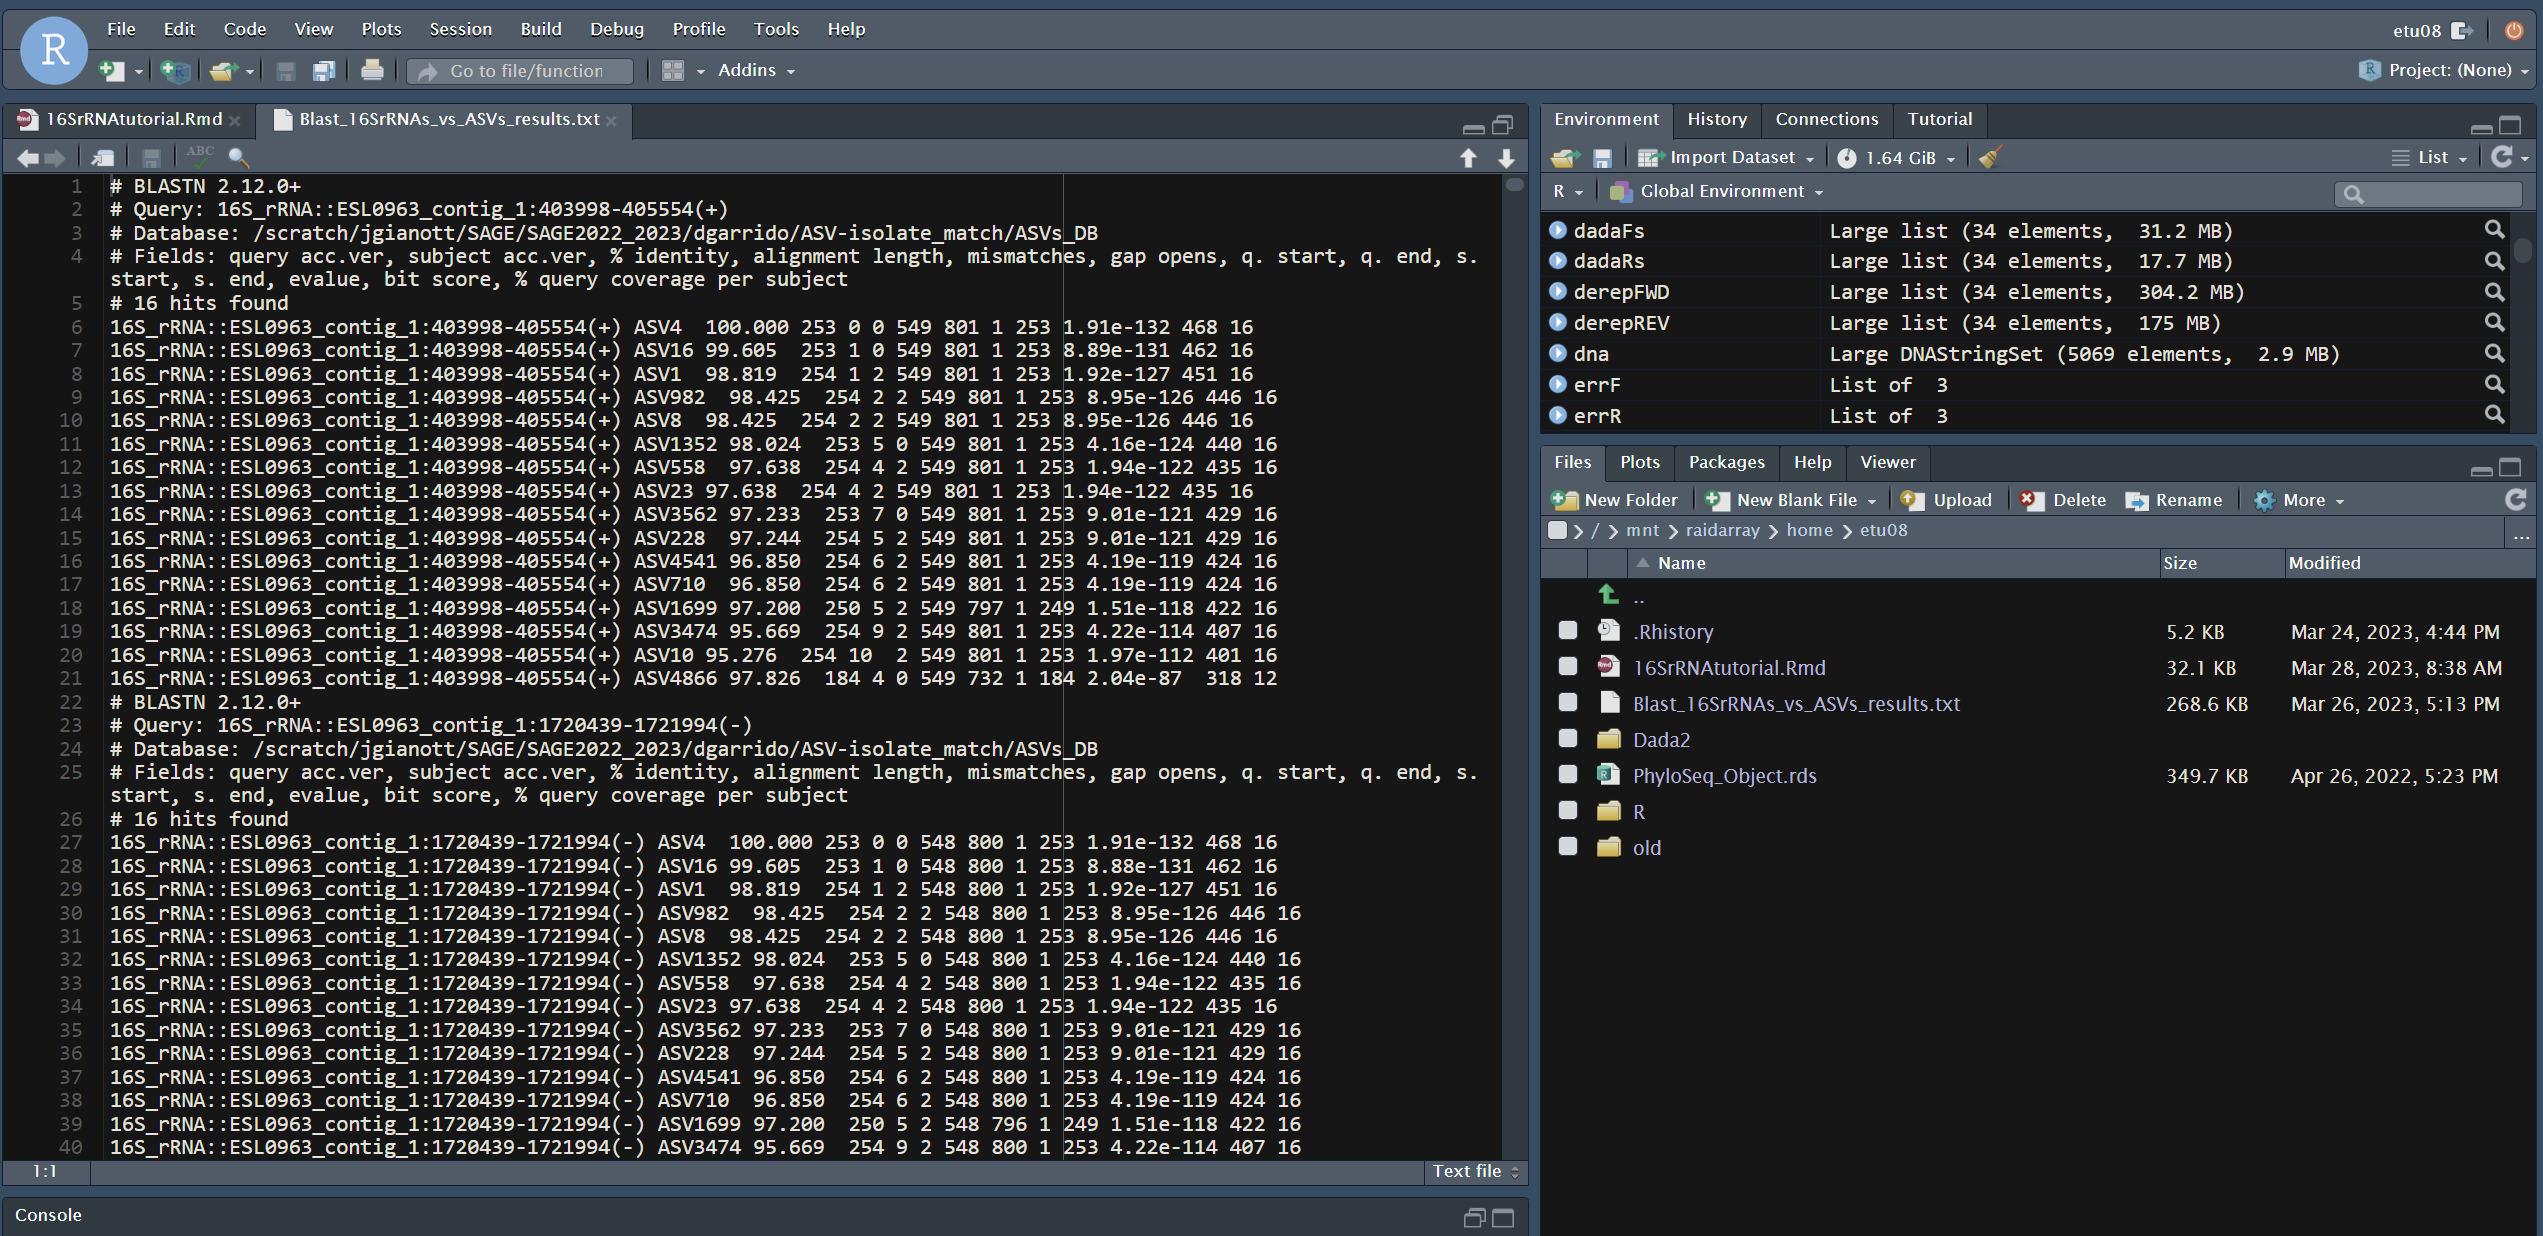 R
File Edit Code View Plots Session Build Debug Profile Tools Help
etu08
Go to file/function
Addins
Project: (None)
16SrRNAtutorial.Rmd
Blast_16SrRNAs_vs_ASVs_results.txt
ABC
1 # BLASTN 2.12.0+
2 # Query: 16S_rRNA::ESL0963_contig_1:403998-405554(+)
3 # Database: /scratch/jgianott/SAGE/SAGE2022_2023/dgarrido/ASV-isolate_match/ASVs_DB
4 # Fields: query acc.ver, subject acc.ver, % identity, alignment length, mismatches, gap opens, q. start, q. end, s.
start, s. end, evalue, bit score, % query coverage per subject
5 # 16 hits found
6 16S_rRNA::ESL0963_contig_1:403998-405554(+) ASV4 100.000 253 0 0 549 801 1 253 1.91e-132 468 16
7 16S_rRNA::ESL0963_contig_1:403998-405554(+) ASV16 99.605 253 1 0 549 801 1 253 8.89e-131 462 16
8 16S_rRNA::ESL0963_contig_1:403998-405554(+) ASV1 98.819 254 1 2 549 801 1 253 1.92e-127 451 16
9 16S_rRNA::ESL0963_contig_1:403998-405554(+) ASV982 98.425 254 2 2 549 801 1 253 8.95e-126 446 16
10 16S_rRNA::ESL0963_contig_1:403998-405554(+) ASV8 98.425 254 2 2 549 801 1 253 8.95e-126 446 16
11 16S_rRNA::ESL0963_contig_1:403998-405554(+) ASV1352 98.024 253 5 0 549 801 1 253 4.16e-124 440 16
12 16S_rRNA::ESL0963_contig_1:403998-405554(+) ASV558 97.638 254 4 2 549 801 1 253 1.94e-122 435 16
13 16S_rRNA::ESL0963_contig_1:403998-405554(+) ASV23 97.638 254 4 2 549 801 1 253 1.94e-122 435 16
14 16S_rRNA::ESL0963_contig_1:403998-405554(+) ASV3562 97.233 253 7 0 549 801 1 253 9.01e-121 429 16
15 16S_rRNA::ESL0963_contig_1:403998-405554(+) ASV228 97.244 254 5 2 549 801 1 253 9.01e-121 429 16
16 16S_rRNA::ESL0963_contig_1:403998-405554(+) ASV4541 96.850 254 6 2 549 801 1 253 4.19e-119 424 16
17 16S_rRNA::ESL0963_contig_1:403998-405554(+) ASV710 96.850 254 6 2 549 801 1 253 4.19e-119 424 16
18 16S_rRNA::ESL0963_contig_1:403998-405554(+) ASV1699 97.200 250 5 2 549 797 1 249 1.51e-118 422 16
19 16S_rRNA::ESL0963_contig_1:403998-405554(+) ASV3474 95.669 254 9 2 549 801 1 253 4.22e-114 407 16
20 16S_rRNA::ESL0963_contig_1:403998-405554(+) ASV10 95.276 254 10 2 549 801 1 253 1.97e-112 401 16
21 16S_rRNA::ESL0963_contig_1:403998-405554(+) ASV4866 97.826 184 4 0 549 732 1 184 2.04e-87 318 12
22 # BLASTN 2.12.0+
23 # Query: 16S_rRNA::ESL0963_contig_1:1720439-1721994(-)
24 # Database: /scratch/jgianott/SAGE/SAGE2022_2023/dgarrido/ASV-isolate_match/ASVs_DB
25 # Fields: query acc.ver, subject acc.ver, % identity, alignment length, mismatches, gap opens, q. start, q. end, s.
start, s. end, evalue, bit score, % query coverage per subject
26 # 16 hits found
27 16S_rRNA::ESL0963_contig_1:1720439-1721994(-) ASV4 100.000 253 0 0 548 800 1 253 1.91e-132 468 16
28 16S_rRNA::ESL0963_contig_1:1720439-1721994(-) ASV16 99.605 253 1 0 548 800 1 253 8.88e-131 462 16
29 16S_rRNA::ESL0963_contig_1:1720439-1721994(-) ASV1 98.819 254 1 2 548 800 1 253 1.92e-127 451 16
30 16S_rRNA::ESL0963_contig_1:1720439-1721994(-) ASV982 98.425 254 2 2 548 800 1 253 8.95e-126 446 16
31 16S_rRNA::ESL0963_contig_1:1720439-1721994(-) ASV8 98.425 254 2 2 548 800 1 253 8.95e-126 446 16
32 16S_rRNA::ESL0963_contig_1:1720439-1721994(-) ASV1352 98.024 253 5 0 548 800 1 253 4.16e-124 440 16
33 16S_rRNA::ESL0963_contig_1:1720439-1721994(-) ASV558 97.638 254 4 2 548 800 1 253 1.94e-122 435 16
34 16S_rRNA::ESL0963_contig_1:1720439-1721994(-) ASV23 97.638 254 4 2 548 800 1 253 1.94e-122 435 16
35 16S_rRNA::ESL0963_contig_1:1720439-1721994(-) ASV3562 97.233 253 7 0 548 800 1 253 9.01e-121 429 16
36 16S_rRNA::ESL0963_contig_1:1720439-1721994(-) ASV228 97.244 254 5 2 548 800 1 253 9.01e-121 429 16
37 16S_rRNA::ESL0963_contig_1:1720439-1721994(-) ASV4541 96.850 254 6 2 548 800 1 253 4.19e-119 424 16
38 16S_rRNA::ESL0963_contig_1:1720439-1721994(-) ASV710 96.850 254 6 2 548 800 1 253 4.19e-119 424 16
39 16S_rRNA::ESL0963_contig_1:1720439-1721994(-) ASV1699 97.200 250 5 2 548 796 1 249 1.51e-118 422 16
40 16S_rRNA::ESL0963_contig_1:1720439-1721994(-) ASV3474 95.669 254 9 2 548 800 1 253 4.22e-114 407 16
1:1
Text file
Console
Environment History Connections Tutorial
Import Dataset 1.64 GiB List
R Global Environment
dadaFs Large list (34 elements, 31.2 MB)
dadaRs Large list (34 elements, 17.7 MB)
derepFWD Large list (34 elements, 304.2 MB)
derepREV Large list (34 elements, 175 MB)
dna Large DNAStringSet (5069 elements, 2.9 MB)
errF List of 3
errR List of 3
Files Plots Packages Help Viewer
New Folder New Blank File Upload Delete Rename More
/ > mnt > raidarray > home > etu08 ...
Name Size Modified
..
.Rhistory 5.2 KB Mar 24, 2023, 4:44 PM
16SrRNAtutorial.Rmd 32.1 KB Mar 28, 2023, 8:38 AM
Blast_16SrRNAs_vs_ASVs_results.txt 268.6 KB Mar 26, 2023, 5:13 PM
Dada2
PhyloSeq_Object.rds 349.7 KB Apr 26, 2022, 5:23 PM
R
old